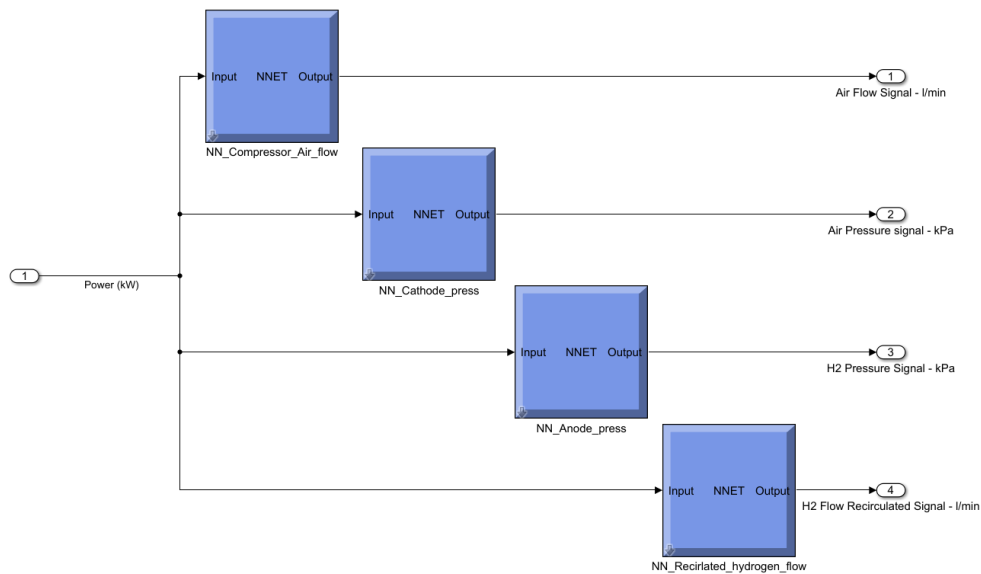 Input NNET Output
NN_Compressor_Air_flow
1
Air Flow Signal - l/min
Input NNET Output
NN_Cathode_press
2
Air Pressure signal - kPa
1
Power (kW)
Input NNET Output
NN_Anode_press
3
H2 Pressure Signal - kPa
Input NNET Output
NN_Recirlated_hydrogen_flow
4
H2 Flow Recirculated Signal - l/min